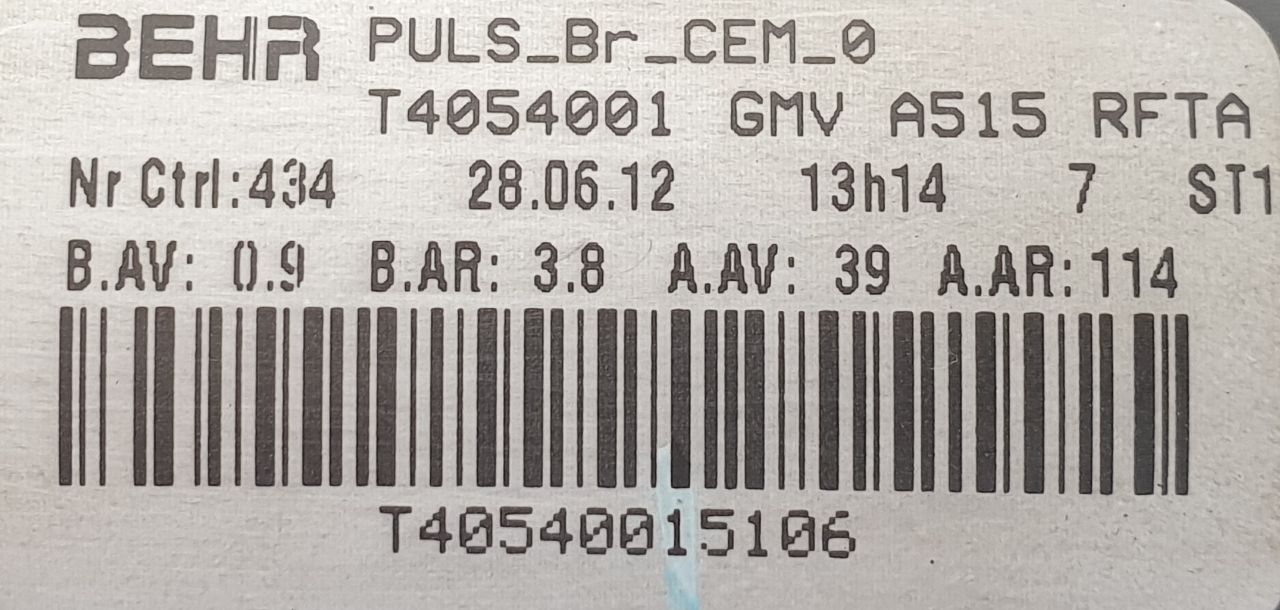 BEHR PULS_Br_CEM_0
T4054001 GMV A515 RFTA
Nr Ctrl:434 28.06.12 13h14 7 ST1
B.AV: 0.9 B.AR: 3.8 A.AV: 39 A.AR:114
T40540015106